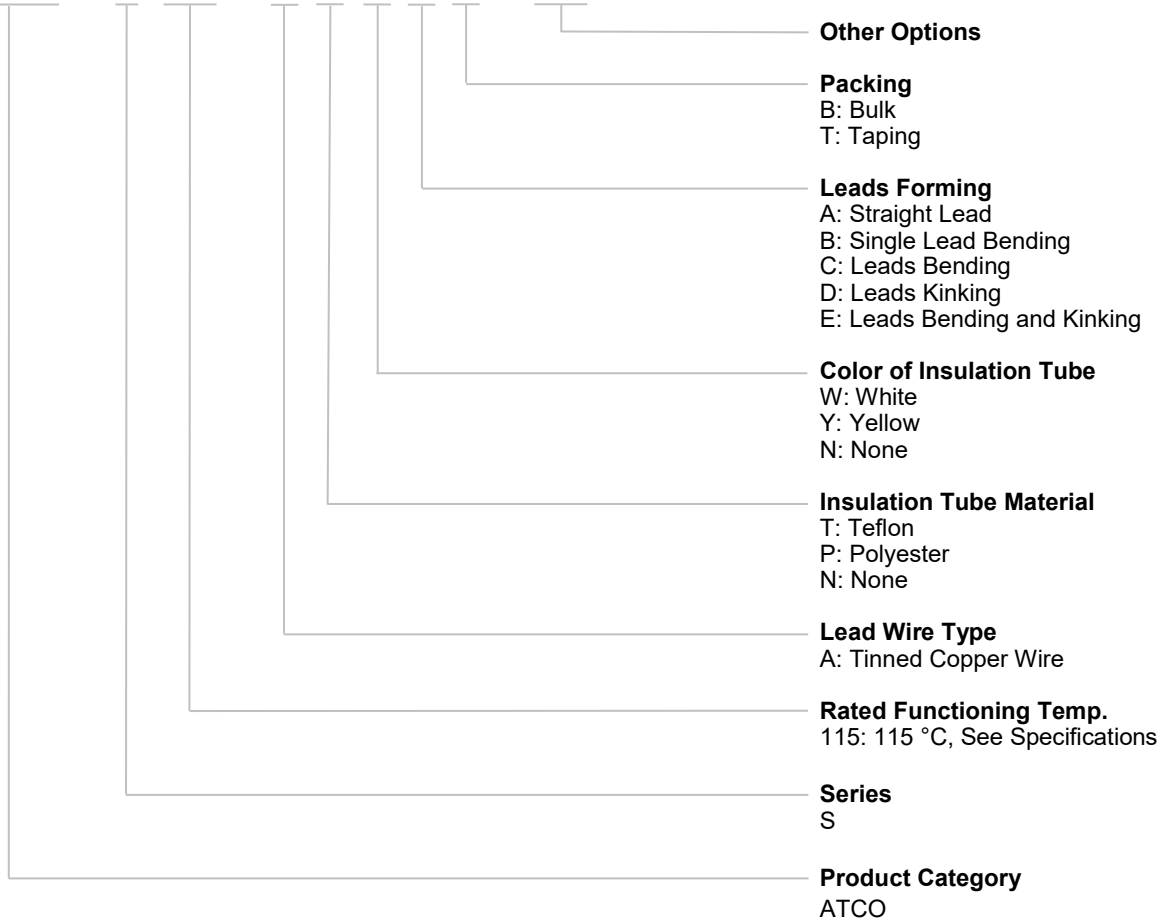 Other Options
Packing
B: Bulk
T: Taping
Leads Forming
A: Straight Lead
B: Single Lead Bending
C: Leads Bending
D: Leads Kinking
E: Leads Bending and Kinking
Color of Insulation Tube
W: White
Y: Yellow
N: None
Insulation Tube Material
T: Teflon
P: Polyester
N: None
Lead Wire Type
A: Tinned Copper Wire
Rated Functioning Temp.
115: 115 °C, See Specifications
Series
S
Product Category
ATCO